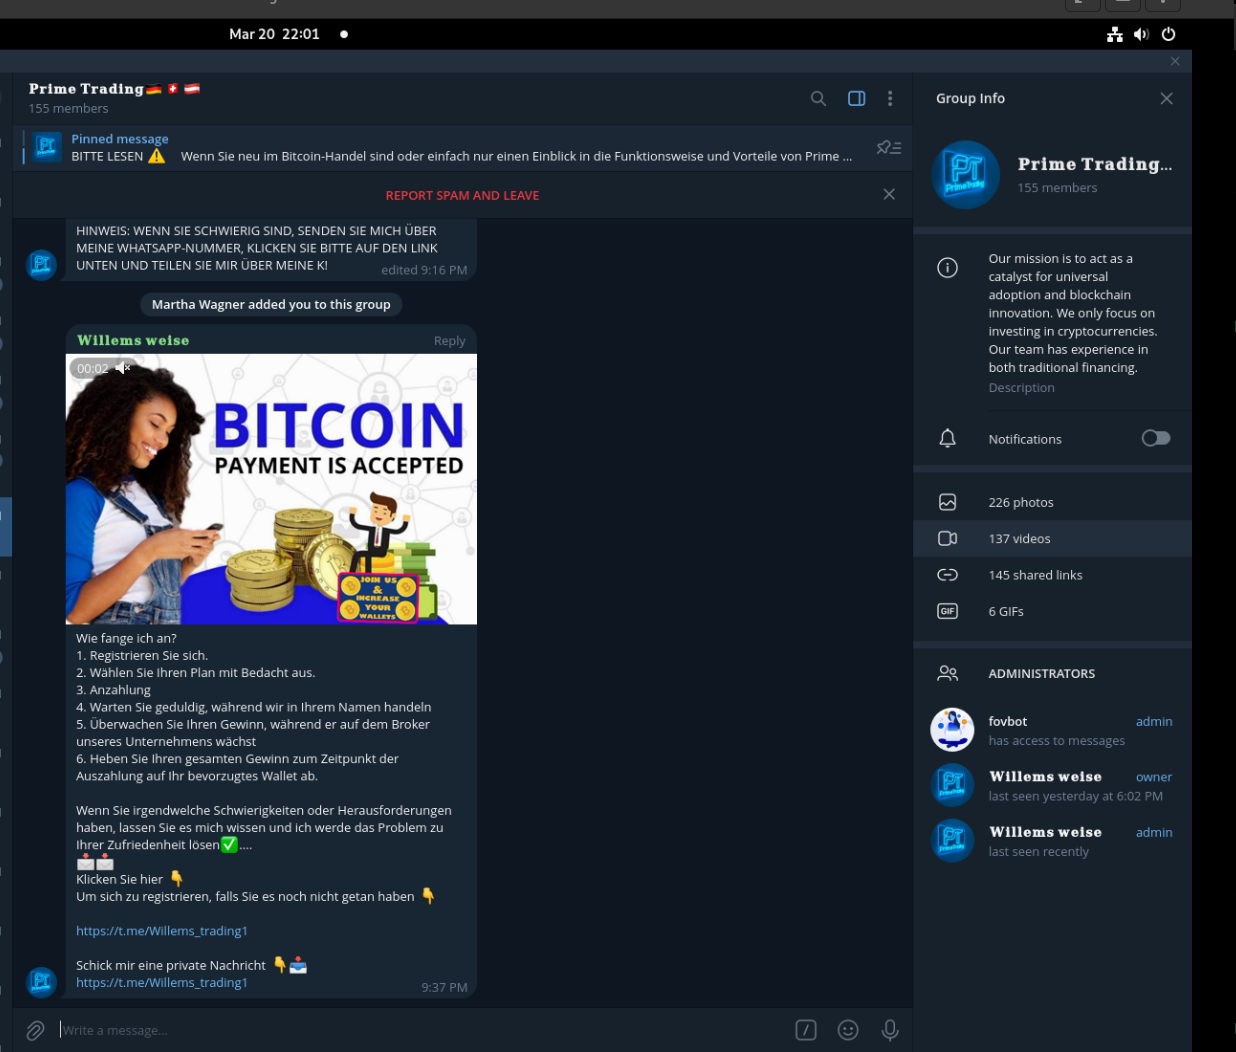 Mar 20 22:01
Prime Trading🇩🇪🇨🇭🇦🇹
155 members
Pinned message
BITTE LESEN ⚠️ Wenn Sie neu im Bitcoin-Handel sind oder einfach nur einen Einblick in die Funktionsweise und Vorteile von Prime ...
REPORT SPAM AND LEAVE
HINWEIS: WENN SIE SCHWIERIG SIND, SENDEN SIE MICH ÜBER
MEINE WHATSAPP-NUMMER, KLICKEN SIE BITTE AUF DEN LINK
UNTEN UND TEILEN SIE MIR ÜBER MEINE K!
edited 9:16 PM
Martha Wagner added you to this group
Willems weise
Reply
00:02
BITCOIN
PAYMENT IS ACCEPTED
JOIN US
&
INCREASE
YOUR
WALLETS
Wie fange ich an?
1. Registrieren Sie sich.
2. Wählen Sie Ihren Plan mit Bedacht aus.
3. Anzahlung
4. Warten Sie geduldig, während wir in Ihrem Namen handeln
5. Überwachen Sie Ihren Gewinn, während er auf dem Broker
unseres Unternehmens wächst
6. Heben Sie Ihren gesamten Gewinn zum Zeitpunkt der
Auszahlung auf Ihr bevorzugtes Wallet ab.
Wenn Sie irgendwelche Schwierigkeiten oder Herausforderungen
haben, lassen Sie es mich wissen und ich werde das Problem zu
Ihrer Zufriedenheit lösen✅....
📩📩
Klicken Sie hier 👇
Um sich zu registrieren, falls Sie es noch nicht getan haben 👇
https://t.me/Willems_trading1
Schick mir eine private Nachricht 👇📥
https://t.me/Willems_trading1
9:37 PM
Write a message...
Group Info
PT
Prime Trading
Prime Trading...
155 members
Our mission is to act as a
catalyst for universal
adoption and blockchain
innovation. We only focus on
investing in cryptocurrencies.
Our team has experience in
both traditional financing.
Description
Notifications
226 photos
137 videos
145 shared links
GIF
6 GIFs
ADMINISTRATORS
fovbot
admin
has access to messages
Willems weise
owner
last seen yesterday at 6:02 PM
Willems weise
admin
last seen recently